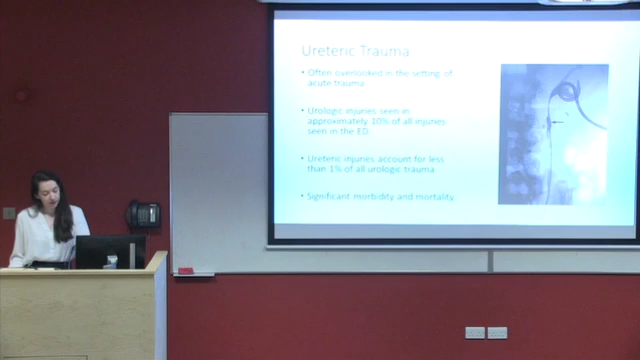 Ureteric Trauma
• Often overlooked in the setting of
acute trauma
• Urologic injuries seen in
approximately 10% of all injuries
seen in the ED.
• Ureteric injuries account for less
than 1% of all urologic trauma
• Significant morbidity and mortality.